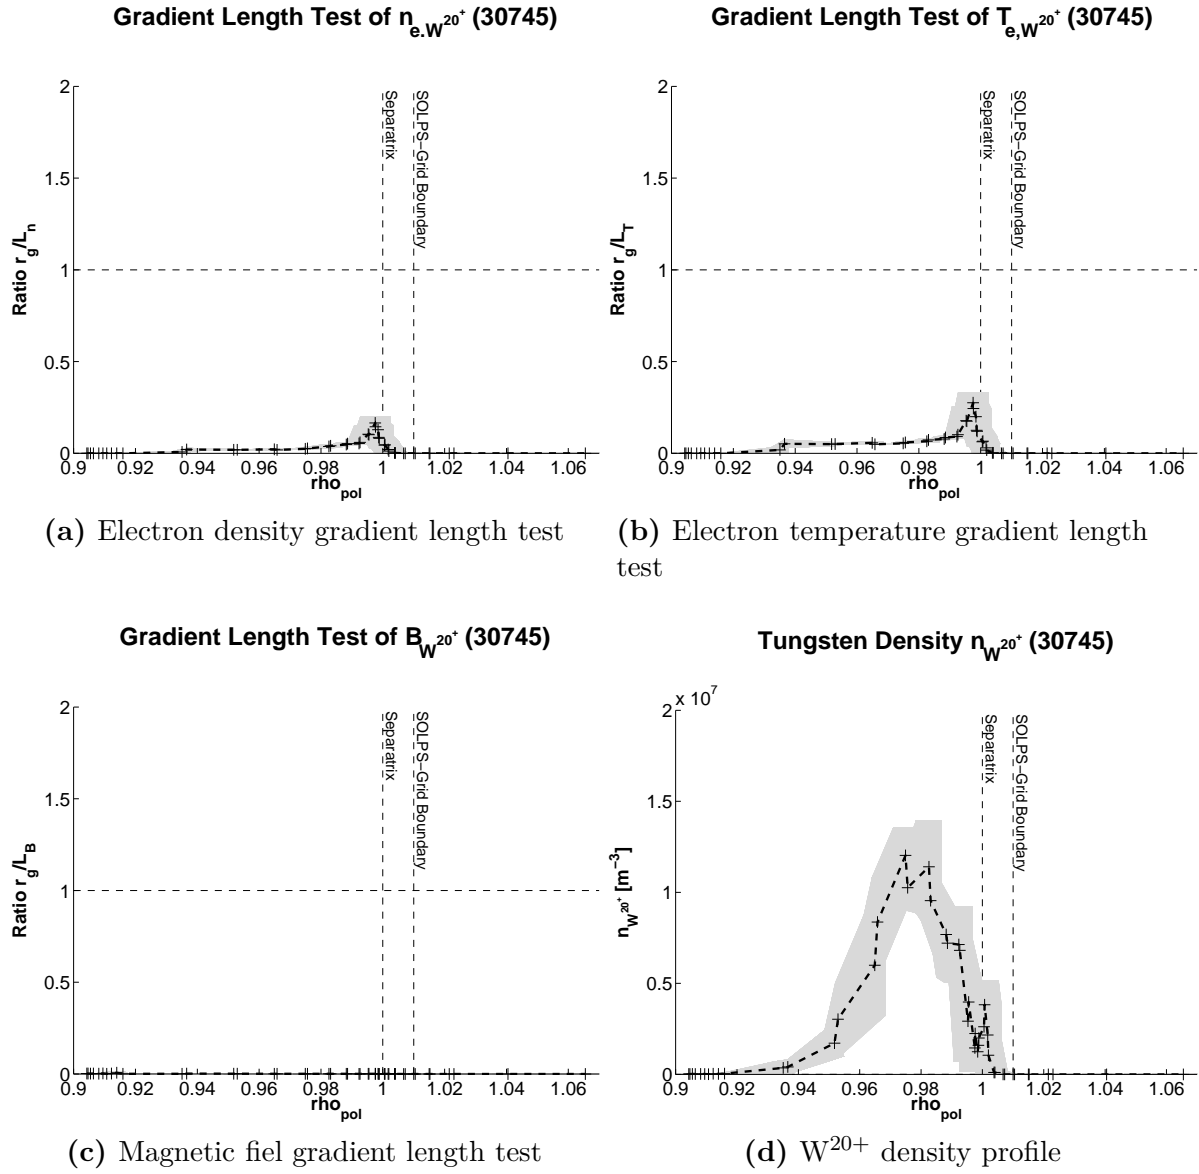 Gradient Length Test of n_{e.W^{20+}} (30745)
2
1.5
1
0.5
0
Ratio r_g/L_n
Separatrix
SOLPS−Grid Boundary
0.9 0.92 0.94 0.96 0.98 1 1.02 1.04 1.06
rho_{pol}
(a) Electron density gradient length test
Gradient Length Test of T_{e,W^{20+}} (30745)
2
1.5
1
0.5
0
Ratio r_g/L_T
Separatrix
SOLPS−Grid Boundary
0.9 0.92 0.94 0.96 0.98 1 1.02 1.04 1.06
rho_{pol}
(b) Electron temperature gradient length
test
Gradient Length Test of B_{W^{20+}} (30745)
2
1.5
1
0.5
0
Ratio r_g/L_B
Separatrix
SOLPS−Grid Boundary
0.9 0.92 0.94 0.96 0.98 1 1.02 1.04 1.06
rho_{pol}
(c) Magnetic fiel gradient length test
Tungsten Density n_{W^{20+}} (30745)
x 10^7
2
1.5
1
0.5
0
n_{W^{20+}} [m^{−3}]
Separatrix
SOLPS−Grid Boundary
0.9 0.92 0.94 0.96 0.98 1 1.02 1.04 1.06
rho_{pol}
(d) W^{20+} density profile